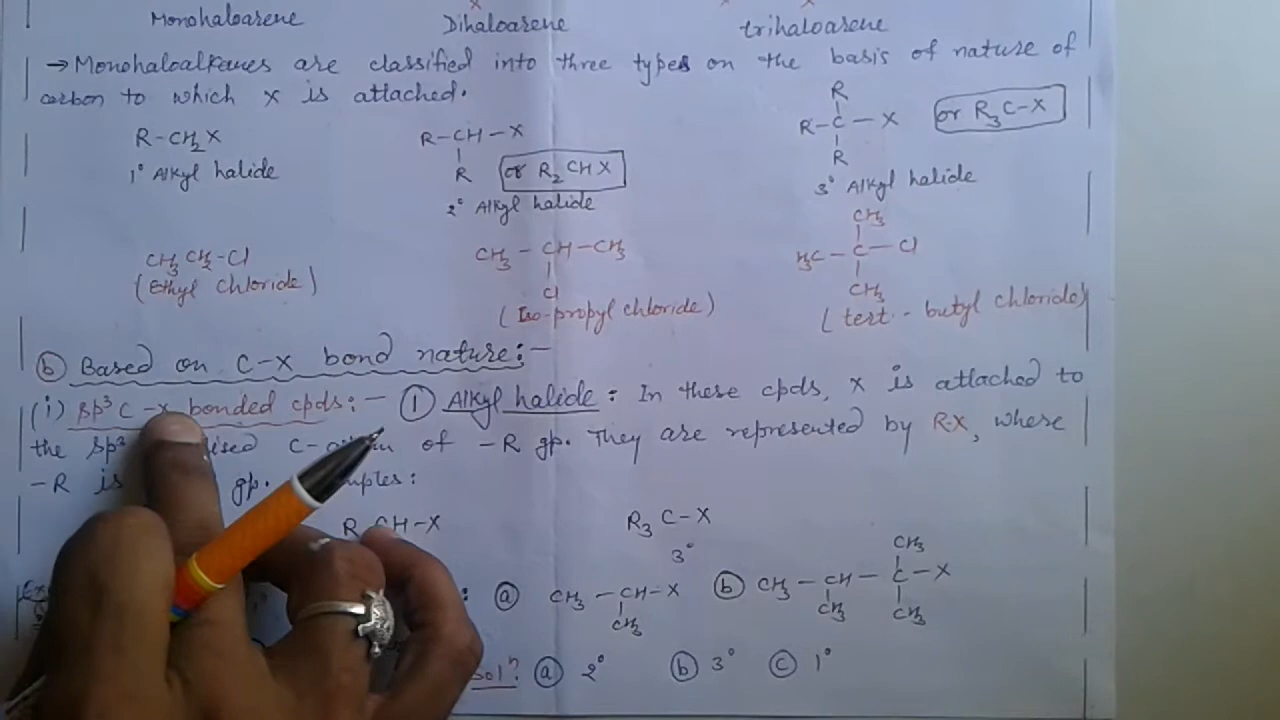 Monohaloarene Dihaloarene trihaloarene
→ Monohaloalkanes are classified into three types on the basis of nature of
carbon to which X is attached.
R-CH₂X
1° Alkyl halide
R-CH-X
R
or R₂CHX
2° Alkyl halide
R
R-C-X
R
or R₃C-X
3° Alkyl halide
CH₃CH₂-Cl
(Ethyl chloride)
CH₃-CH-CH₃
Cl
(Iso-propyl chloride)
CH₃
H₃C-C-Cl
CH₃
(tert-butyl chloride)
(b) Based on C-X bond nature:-
(i) sp³C-X bonded cpds:- (1) Alkyl halide: In these cpds, X is attached to
the ised C- of -R gp. They are represented by R-X, where
-R is gp.
R CH-X
R₃C-X
3°
(a) CH₃-CH-X
CH₃
(b) CH₃-CH-C-X
CH₃
CH₃
CH₃
Solⁿ: (a) 2° (b) 3° (c) 1°